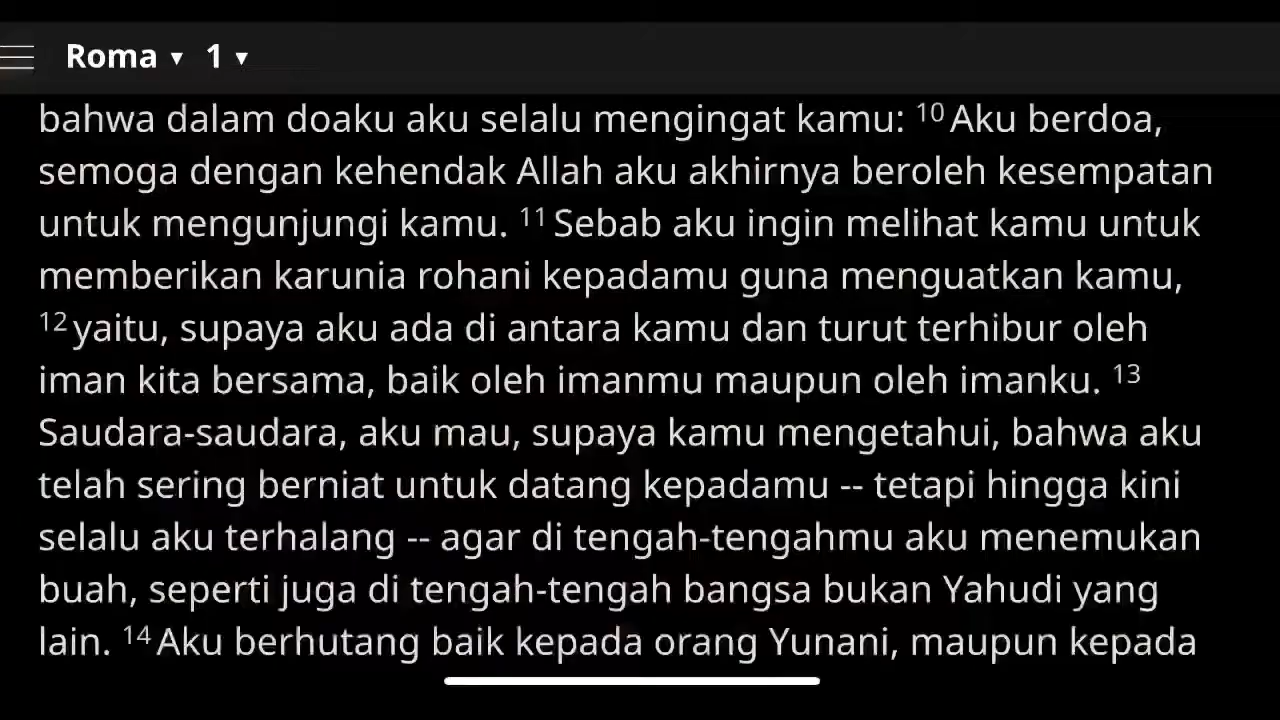 Roma ▾ 1 ▾
bahwa dalam doaku aku selalu mengingat kamu: 10 Aku berdoa,
semoga dengan kehendak Allah aku akhirnya beroleh kesempatan
untuk mengunjungi kamu. 11 Sebab aku ingin melihat kamu untuk
memberikan karunia rohani kepadamu guna menguatkan kamu,
12 yaitu, supaya aku ada di antara kamu dan turut terhibur oleh
iman kita bersama, baik oleh imanmu maupun oleh imanku. 13
Saudara-saudara, aku mau, supaya kamu mengetahui, bahwa aku
telah sering berniat untuk datang kepadamu -- tetapi hingga kini
selalu aku terhalang -- agar di tengah-tengahmu aku menemukan
buah, seperti juga di tengah-tengah bangsa bukan Yahudi yang
lain. 14 Aku berhutang baik kepada orang Yunani, maupun kepada